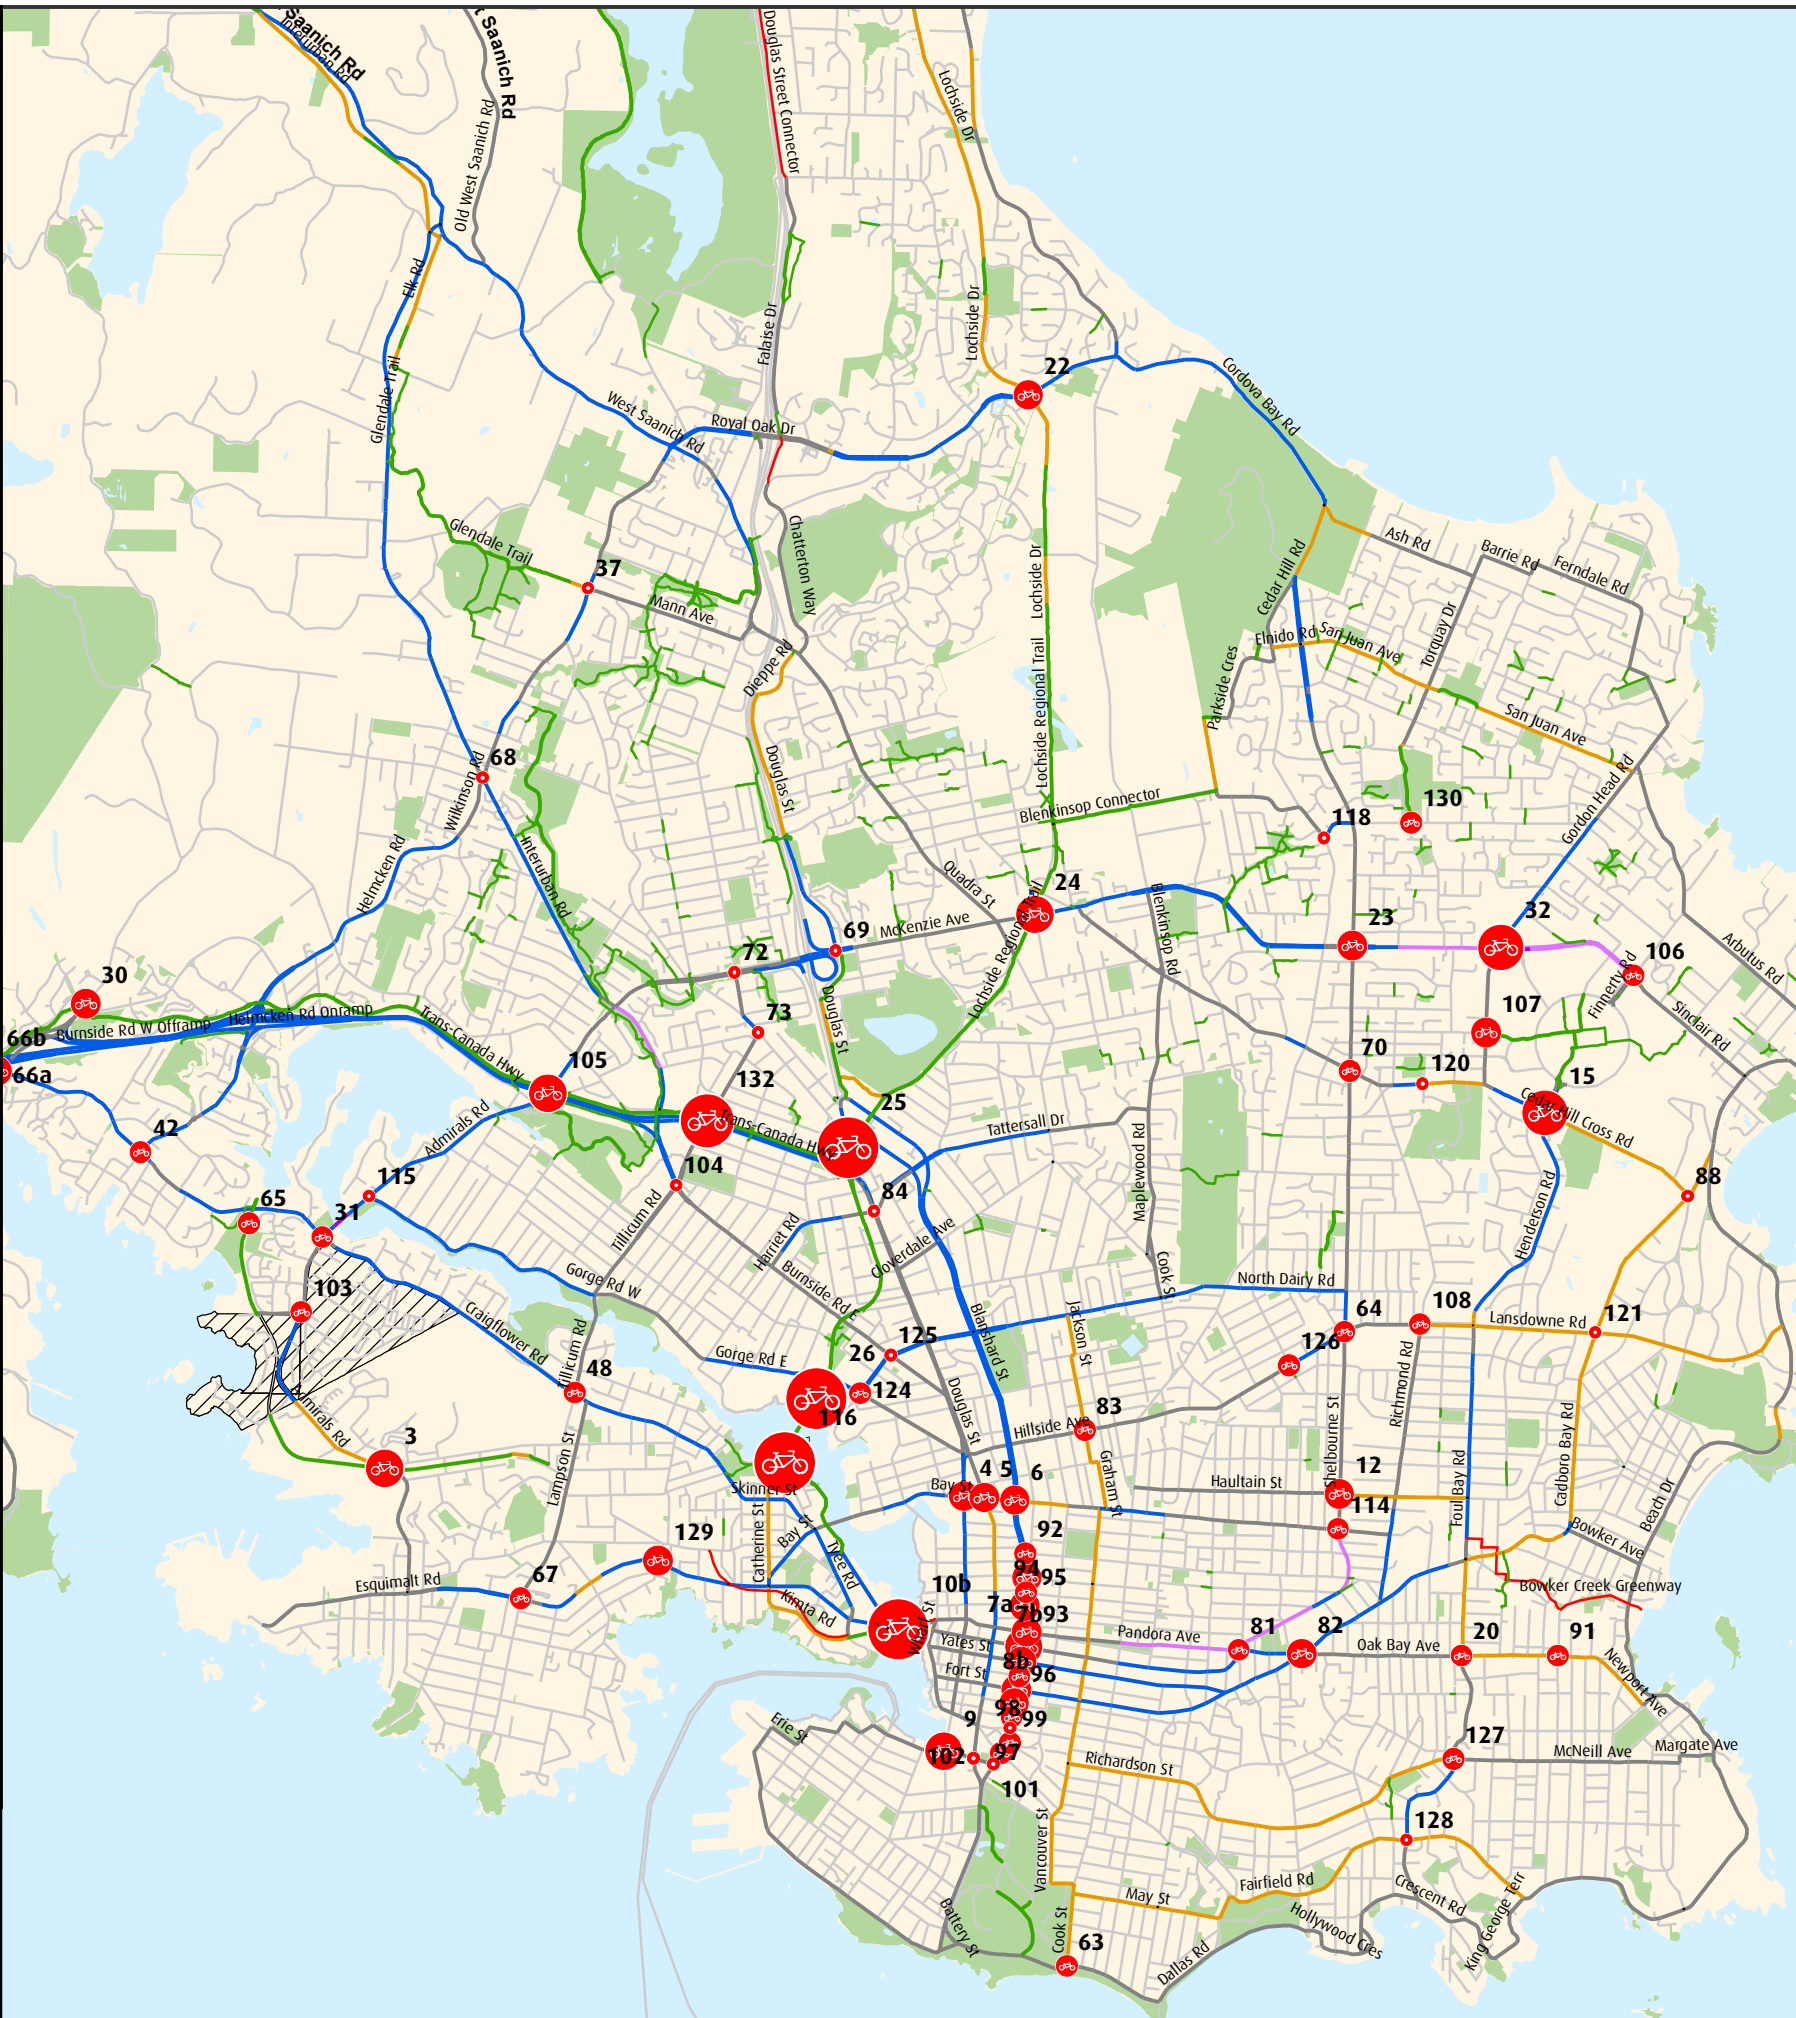 Saanich Rd
Interurban Rd
t Saanich Rd
Old West Saanich Rd
Douglas Street Connector
Lochside Dr
Elk Rd
Glendale Trail
Falaise Dr
Lochside Dr
22
Cordova Bay Rd
West Saanich Rd
Royal Oak Dr
Glendale Trail
37
Mann Ave
Chatterton Way
Lochside Dr
Cedar Hill Rd
Ash Rd
Barrie Rd
Ferndale Rd
Elnido Rd
San Juan Ave
Torquay Dr
Dieppe Rd
Lochside Regional Trail
Parkside Cres
San Juan Ave
68
Wilkinson Rd
Douglas St
Blenkinsop Connector
118
130
Gordon Head Rd
Interurban Rd
Helmcken Rd
Quadra St
24
Blenkinsop Rd
McKenzie Ave
69
72
23
32
106
Finnerty Rd
Arbutus Rd
30
Burnside Rd W Offramp
Helmcken Rd Onramp
Trans-Canada Hwy
73
Douglas St
Lochside Regional Trail
107
Sinclair Rd
66b
66a
105
132
70
120
15
Cedar Hill Cross Rd
42
Admirals Rd
Trans-Canada Hwy
25
Tattersall Dr
Maplewood Rd
115
104
84
88
65
31
Tillicum Rd
Harriet Rd
Cloverdale Ave
Henderson Rd
103
Gorge Rd W
Burnside Rd E
Cook St
North Dairy Rd
Craigflower Rd
Tillicum Rd
Gorge Rd E
125
26
Blanshard St
Jackson St
64
108
Lansdowne Rd
121
126
48
124
116
Admirals Rd
3
Lampson St
Douglas St
Hillside Ave
83
Graham St
Shelbourne St
Richmond Rd
Foul Bay Rd
Cadboro Bay Rd
Beach Dr
Skinner St
Bay St
4
5
6
Haultain St
12
114
Catherine St
Bay St
Tyee Rd
92
Bowker Ave
129
67
Esquimalt Rd
Kimta Rd
94
95
10b
7a
7b
93
Bowker Creek Greenway
Wharf St
Yates St
Pandora Ave
81
82
Oak Bay Ave
20
91
8b
96
Fort St
Newport Ave
Erie St
9
98
99
102
97
101
Richardson St
127
McNeill Ave
Margate Ave
Vancouver St
128
May St
Fairfield Rd
Crescent Rd
Battery St
Cook St
63
Hollywood Cres
King George Terr
Dallas Rd